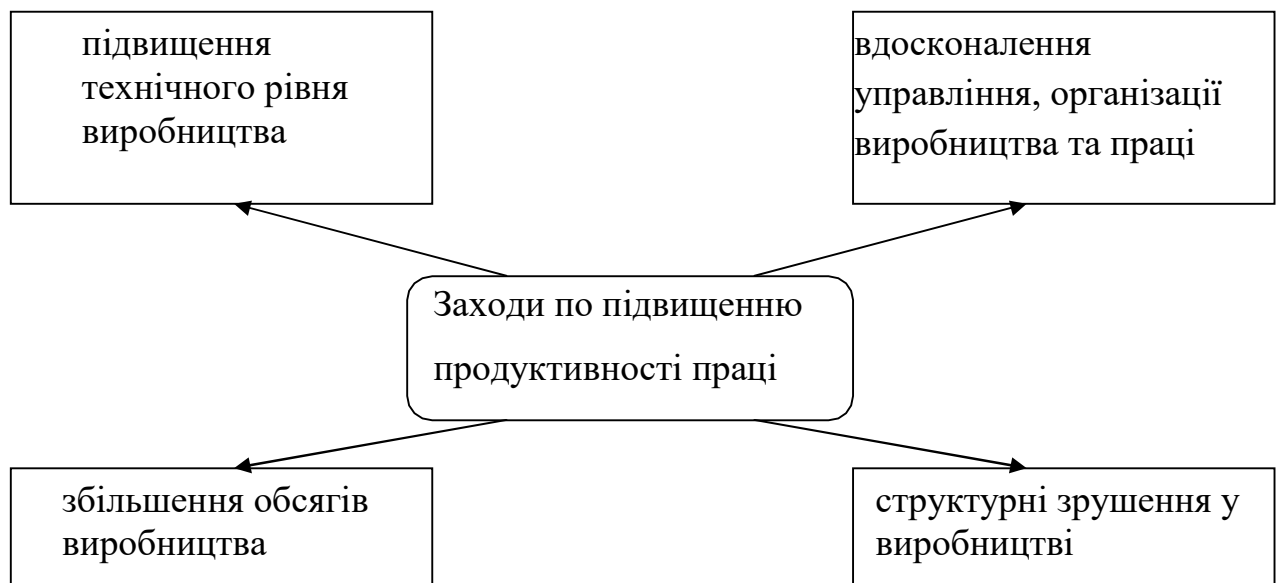 підвищення
технічного рівня
виробництва
вдосконалення
управління, організації
виробництва та праці
Заходи по підвищенню
продуктивності праці
збільшення обсягів
виробництва
структурні зрушення у
виробництві